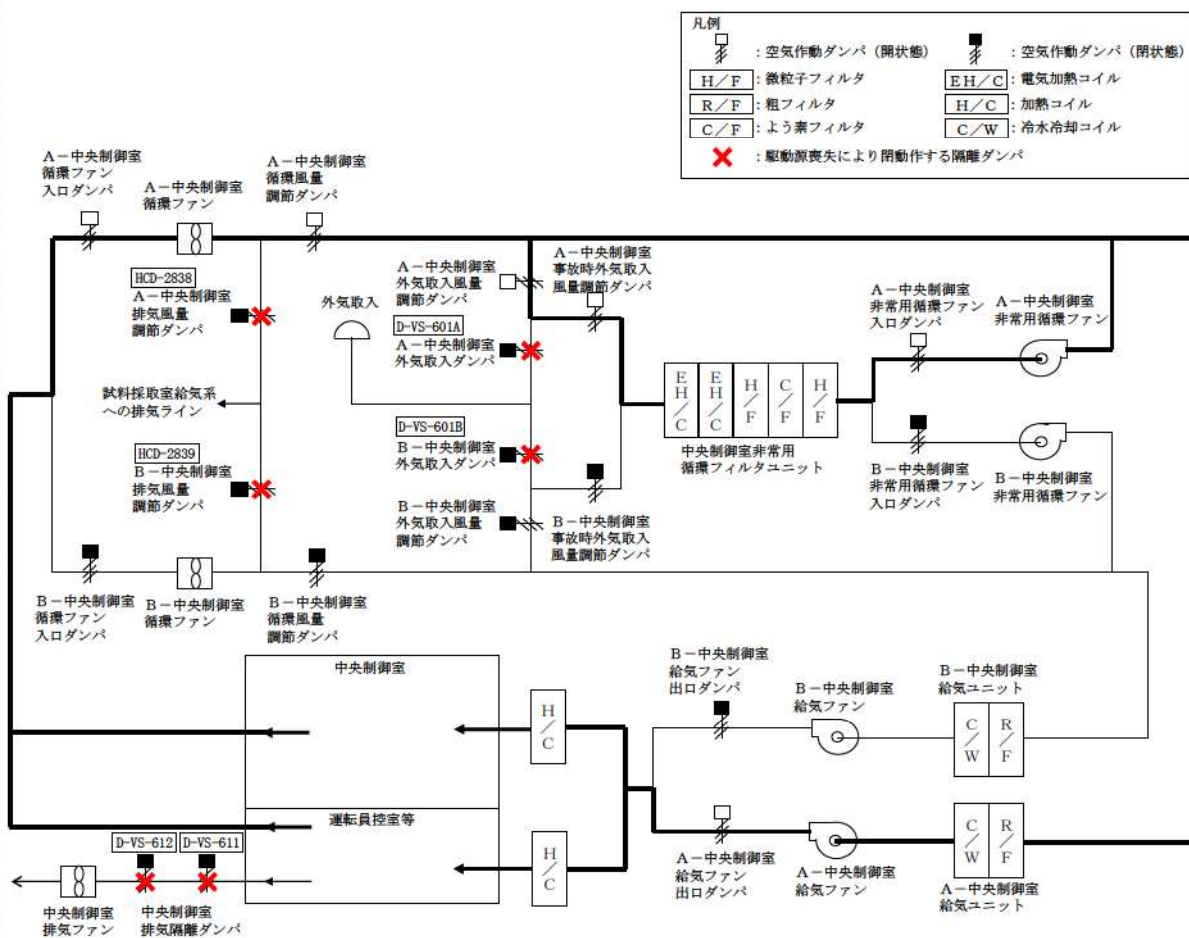 凡例
：空気作動ダンパ（開状態）
：空気作動ダンパ（閉状態）
H／F
：微粒子フィルタ
EH／C
：電気加熱コイル
R／F
：粗フィルタ
H／C
：加熱コイル
C／F
：よう素フィルタ
C／W
：冷水冷却コイル
：駆動源喪失により閉動作する隔離ダンパ
A－中央制御室
循環ファン
入口ダンパ
A－中央制御室
循環ファン
A－中央制御室
循環風量
調節ダンパ
HCD-2838
A－中央制御室
排気風量
調節ダンパ
外気取入
A－中央制御室
外気取入風量
調節ダンパ
A－中央制御室
事故時外気取入
風量調節ダンパ
D-VS-601A
A－中央制御室
外気取入ダンパ
A－中央制御室
非常用循環ファン
入口ダンパ
A－中央制御室
非常用循環ファン
試料採取室給気系
への排気ライン
EH／C
EH／C
H／F
C／F
H／F
中央制御室非常用
循環フィルタユニット
D-VS-601B
B－中央制御室
外気取入ダンパ
HCD-2839
B－中央制御室
排気風量
調節ダンパ
B－中央制御室
外気取入風量
調節ダンパ
B－中央制御室
事故時外気取入
風量調節ダンパ
B－中央制御室
非常用循環ファン
入口ダンパ
B－中央制御室
非常用循環ファン
B－中央制御室
循環ファン
入口ダンパ
B－中央制御室
循環ファン
B－中央制御室
循環風量
調節ダンパ
中央制御室
H／C
B－中央制御室
給気ファン
出口ダンパ
B－中央制御室
給気ファン
B－中央制御室
給気ユニット
C／W
R／F
運転員控室等
H／C
D-VS-612
D-VS-611
中央制御室
排気ファン
中央制御室
排気隔離ダンパ
A－中央制御室
給気ファン
出口ダンパ
A－中央制御室
給気ファン
C／W
R／F
A－中央制御室
給気ユニット